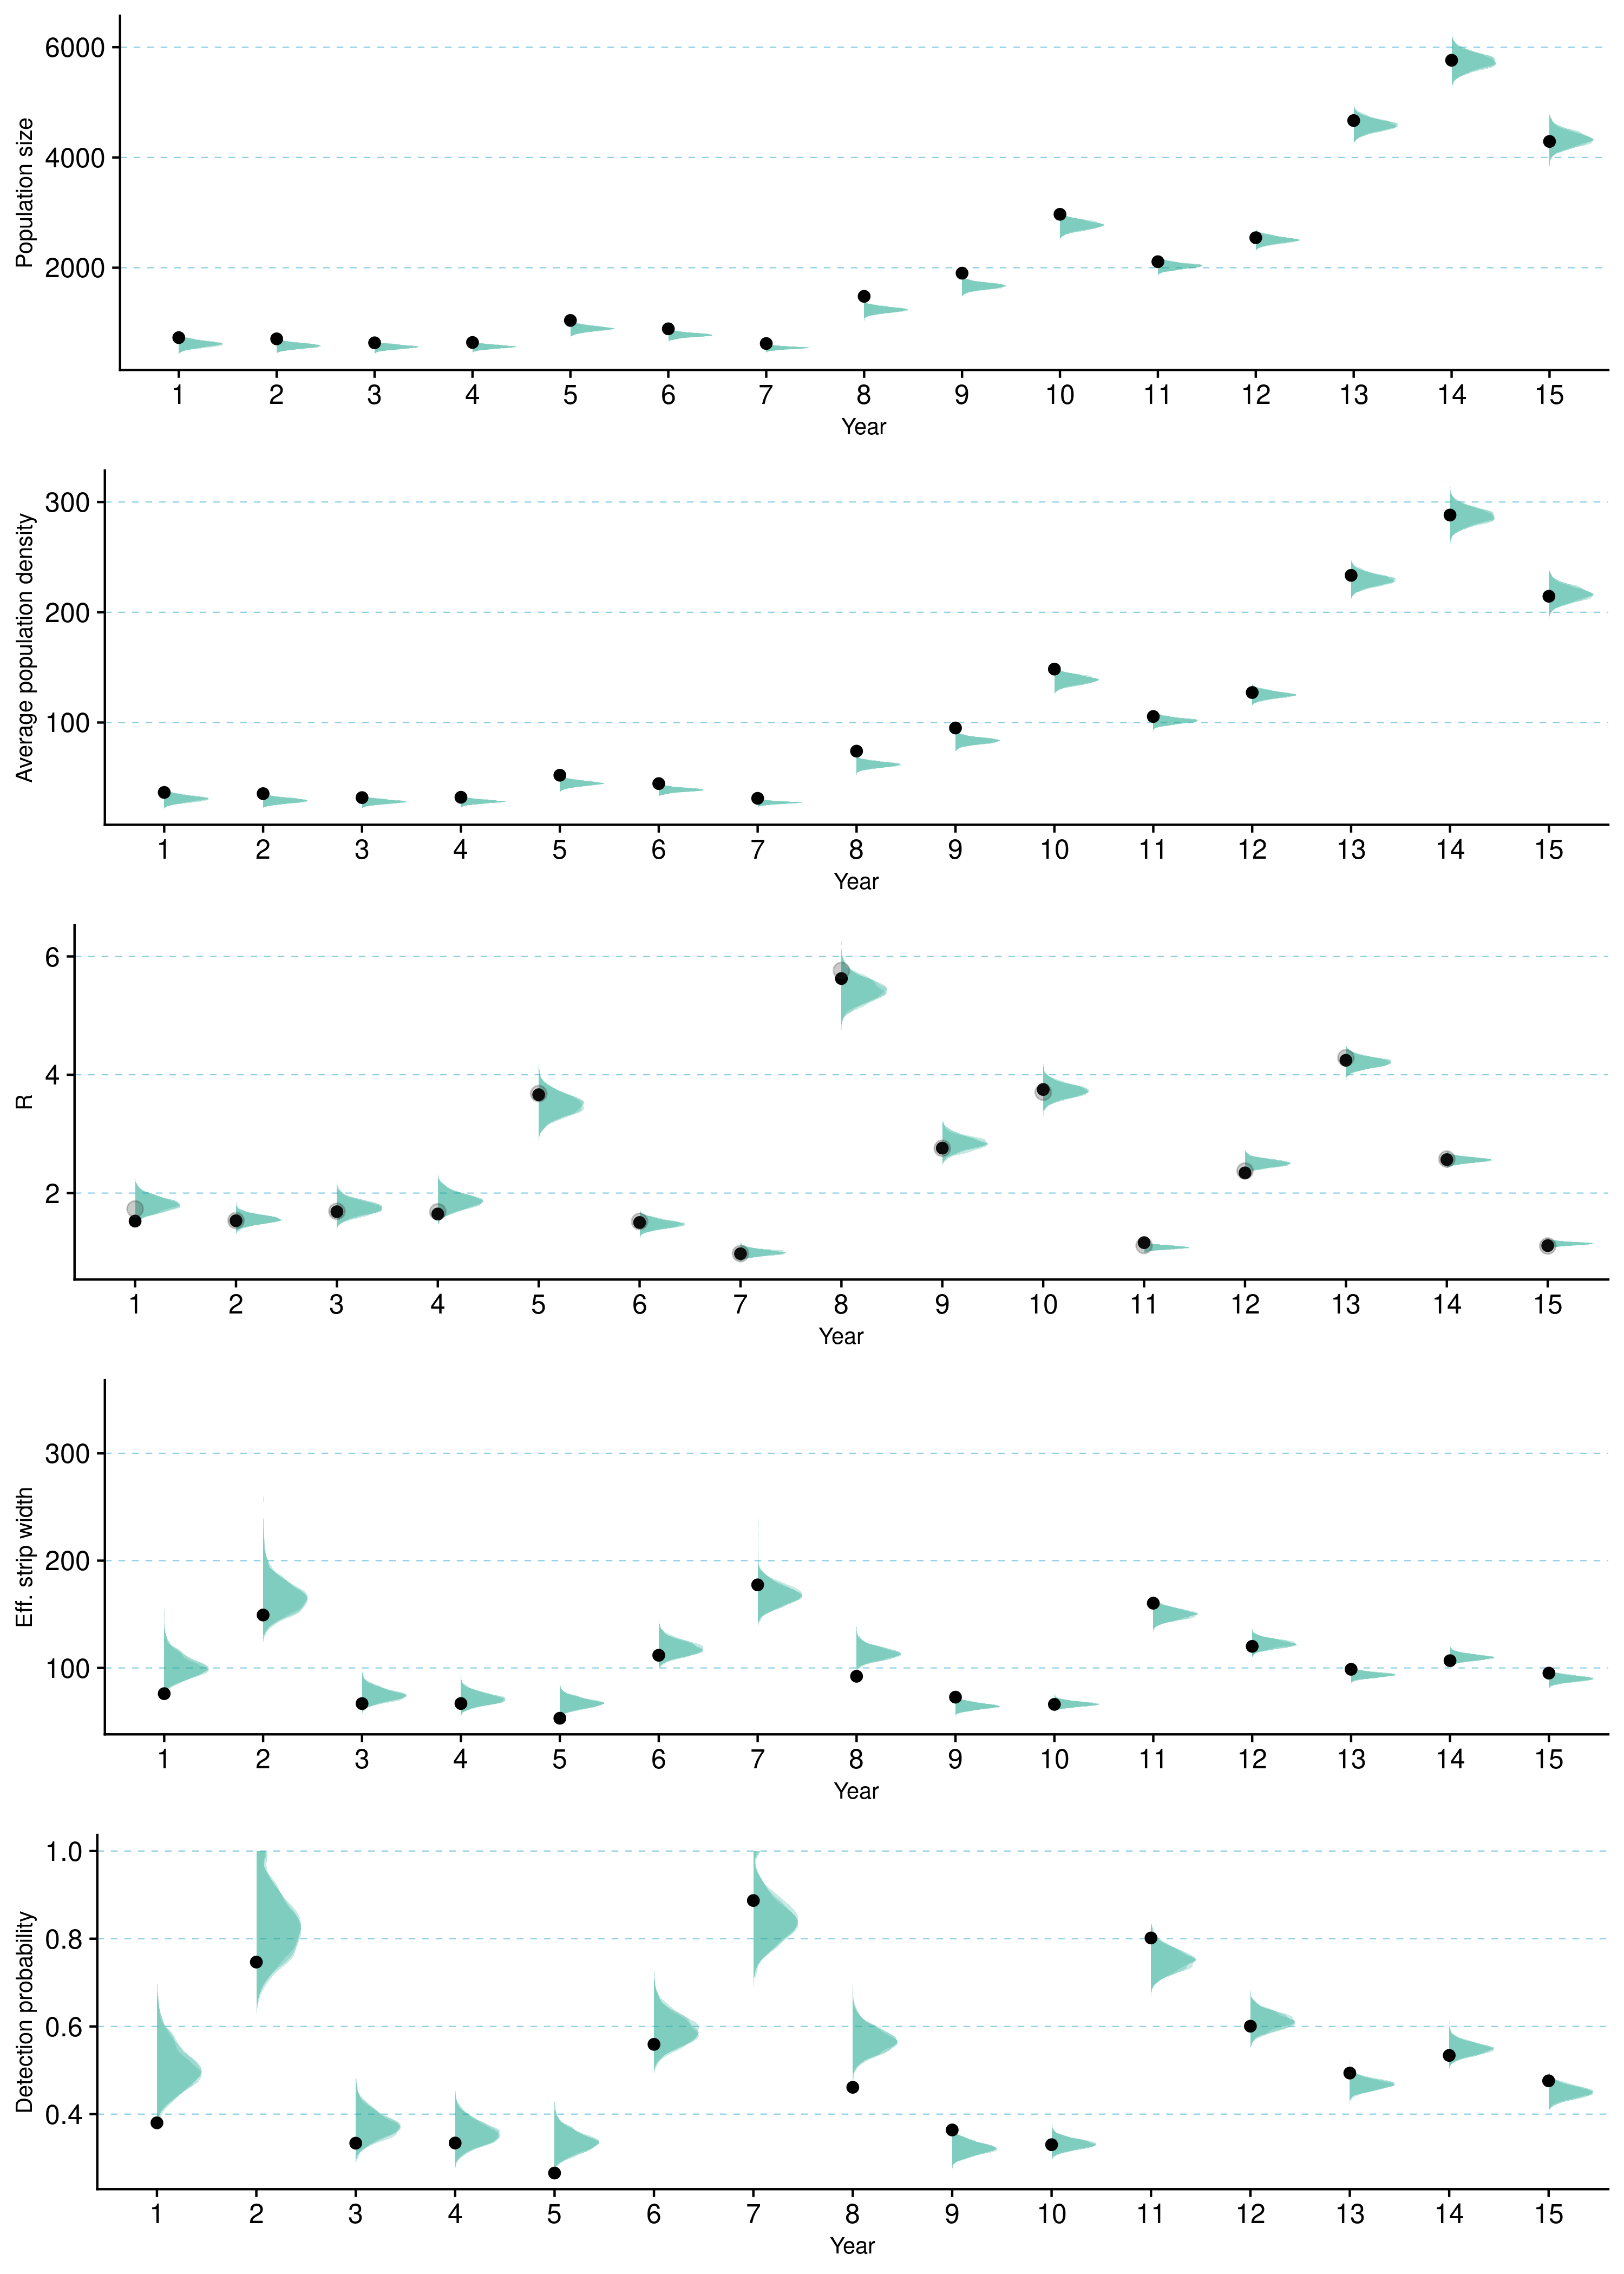 Population size
6000
4000
2000
1 2 3 4 5 6 7 8 9 10 11 12 13 14 15
Year
Average population density
300
200
100
1 2 3 4 5 6 7 8 9 10 11 12 13 14 15
Year
R
6
4
2
1 2 3 4 5 6 7 8 9 10 11 12 13 14 15
Year
Eff. strip width
300
200
100
1 2 3 4 5 6 7 8 9 10 11 12 13 14 15
Year
Detection probability
1.0
0.8
0.6
0.4
1 2 3 4 5 6 7 8 9 10 11 12 13 14 15
Year